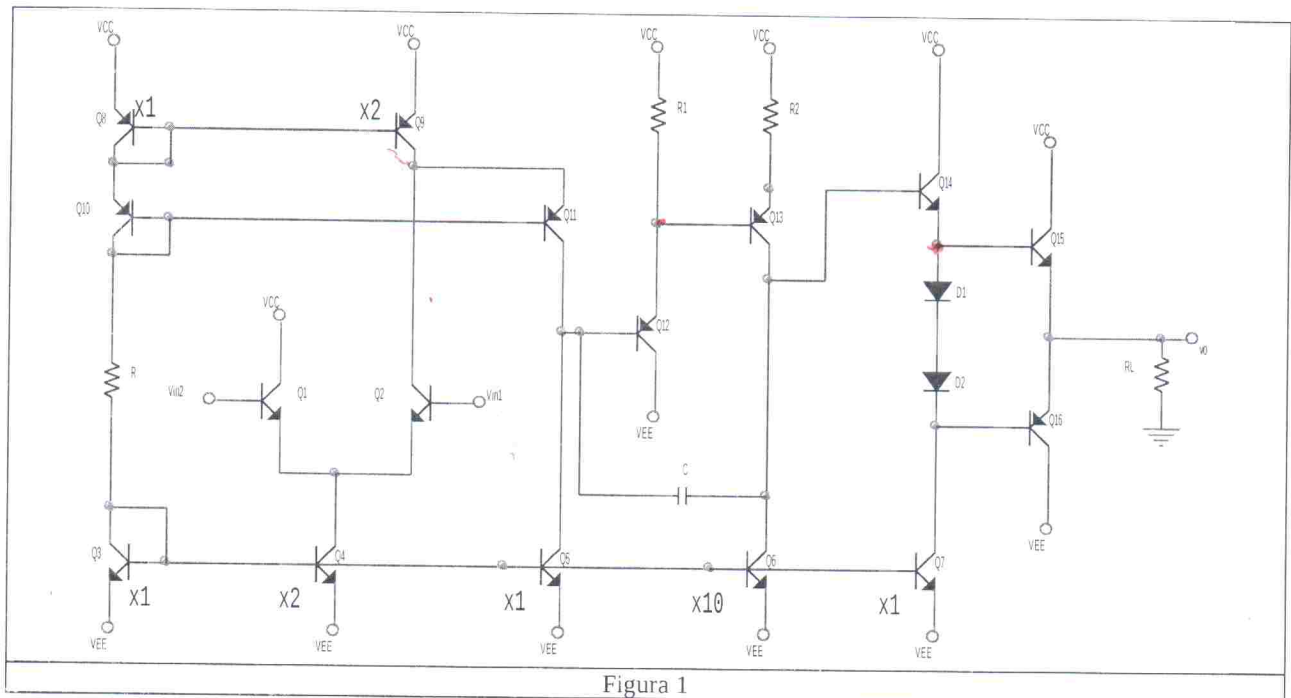 VCC
VCC
VCC
VCC
VCC
Q8
X1
X2
Q9
R1
R2
VCC
Q10
Q11
Q13
Q14
Q15
VCC
D1
Q12
R
Vin2
Q1
Q2
Vin1
D2
vo
RL
VEE
Q16
C
VEE
Q3
Q4
Q5
Q6
Q7
X1
X2
X1
X10
X1
VEE
VEE
VEE
VEE
VEE
Figura 1